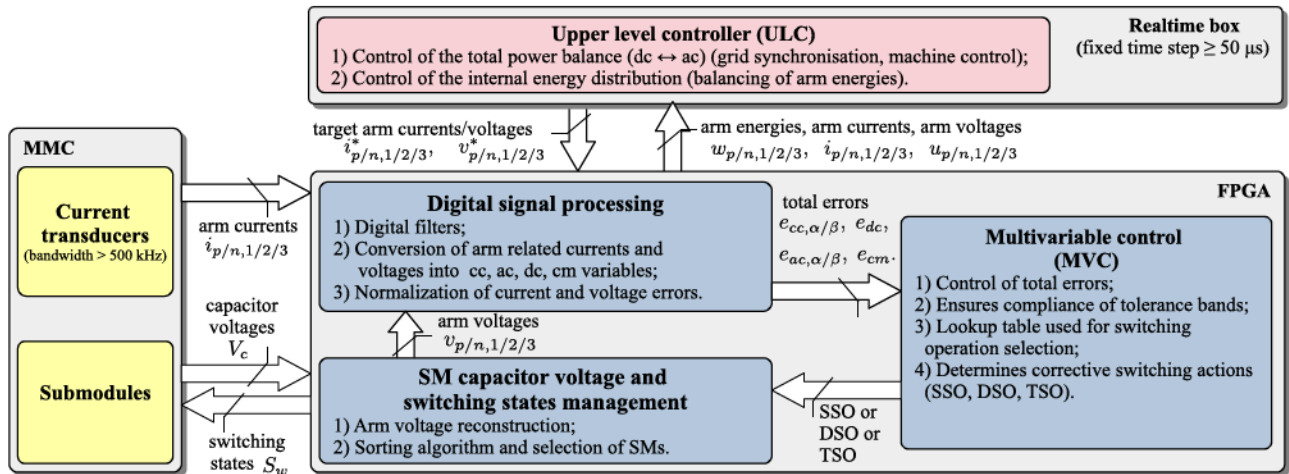 Upper level controller (ULC)
1) Control of the total power balance (dc ↔ ac) (grid synchronisation, machine control);
2) Control of the internal energy distribution (balancing of arm energies).
Realtime box
(fixed time step ≥ 50 μs)
target arm currents/voltages
i*p/n,1/2/3, v*p/n,1/2/3
arm energies, arm currents, arm voltages
wp/n,1/2/3, ip/n,1/2/3, up/n,1/2/3
MMC
Current
transducers
(bandwidth > 500 kHz)
Submodules
arm currents
ip/n,1/2/3
capacitor
voltages
Vc
switching
states Sw
FPGA
Digital signal processing
1) Digital filters;
2) Conversion of arm related currents and
voltages into cc, ac, dc, cm variables;
3) Normalization of current and voltage errors.
arm voltages
vp/n,1/2/3
SM capacitor voltage and
switching states management
1) Arm voltage reconstruction;
2) Sorting algorithm and selection of SMs.
total errors
ecc,α/β, edc,
eac,α/β, ecm.
Multivariable control
(MVC)
1) Control of total errors;
2) Ensures compliance of tolerance bands;
3) Lookup table used for switching
operation selection;
4) Determines corrective switching actions
(SSO, DSO, TSO).
SSO or
DSO or
TSO